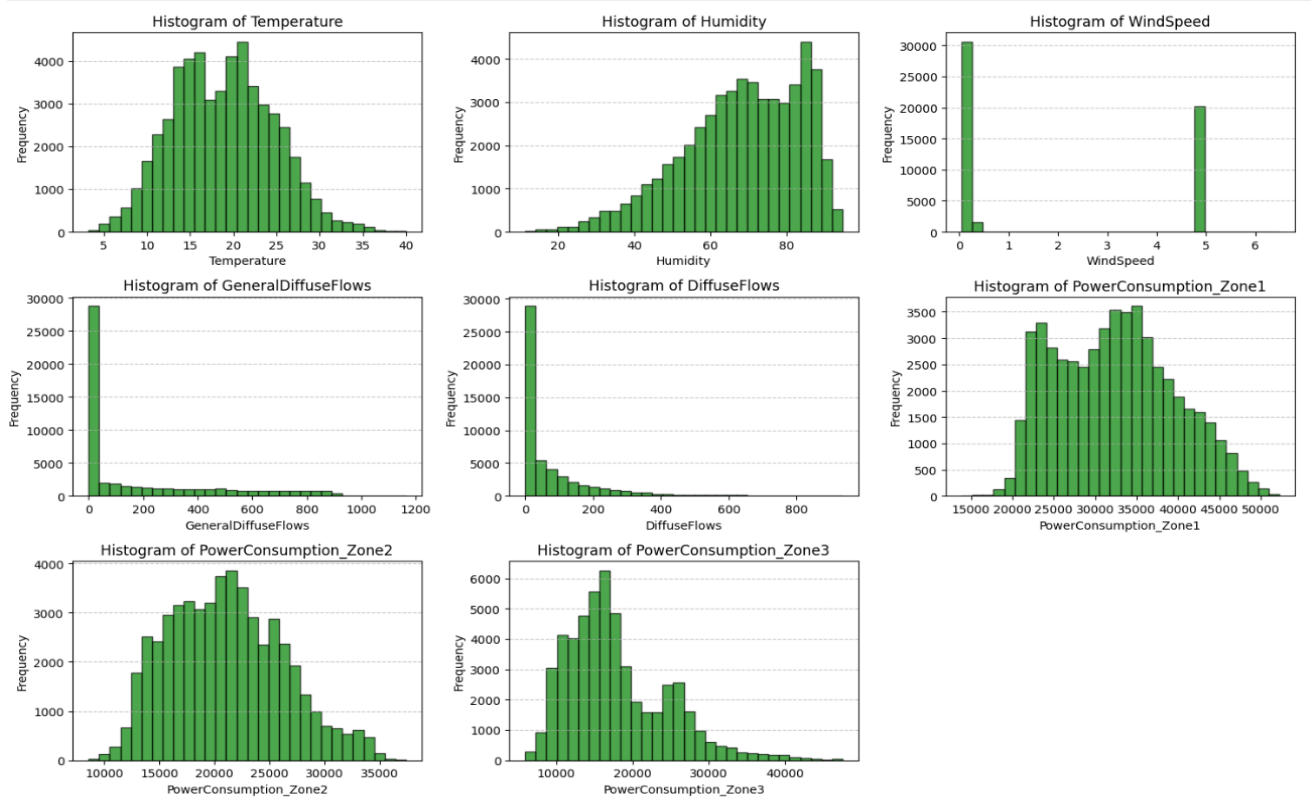 Histogram of Temperature
Frequency
4000
3000
2000
1000
0
5 10 15 20 25 30 35 40
Temperature
Histogram of Humidity
Frequency
4000
3000
2000
1000
0
20 40 60 80
Humidity
Histogram of WindSpeed
Frequency
30000
25000
20000
15000
10000
5000
0
0 1 2 3 4 5 6
WindSpeed
Histogram of GeneralDiffuseFlows
Frequency
30000
25000
20000
15000
10000
5000
0
0 200 400 600 800 1000 1200
GeneralDiffuseFlows
Histogram of DiffuseFlows
Frequency
30000
25000
20000
15000
10000
5000
0
0 200 400 600 800
DiffuseFlows
Histogram of PowerConsumption_Zone1
Frequency
3500
3000
2500
2000
1500
1000
500
0
15000 20000 25000 30000 35000 40000 45000 50000
PowerConsumption_Zone1
Histogram of PowerConsumption_Zone2
Frequency
4000
3000
2000
1000
0
10000 15000 20000 25000 30000 35000
PowerConsumption_Zone2
Histogram of PowerConsumption_Zone3
Frequency
6000
5000
4000
3000
2000
1000
0
10000 20000 30000 40000
PowerConsumption_Zone3